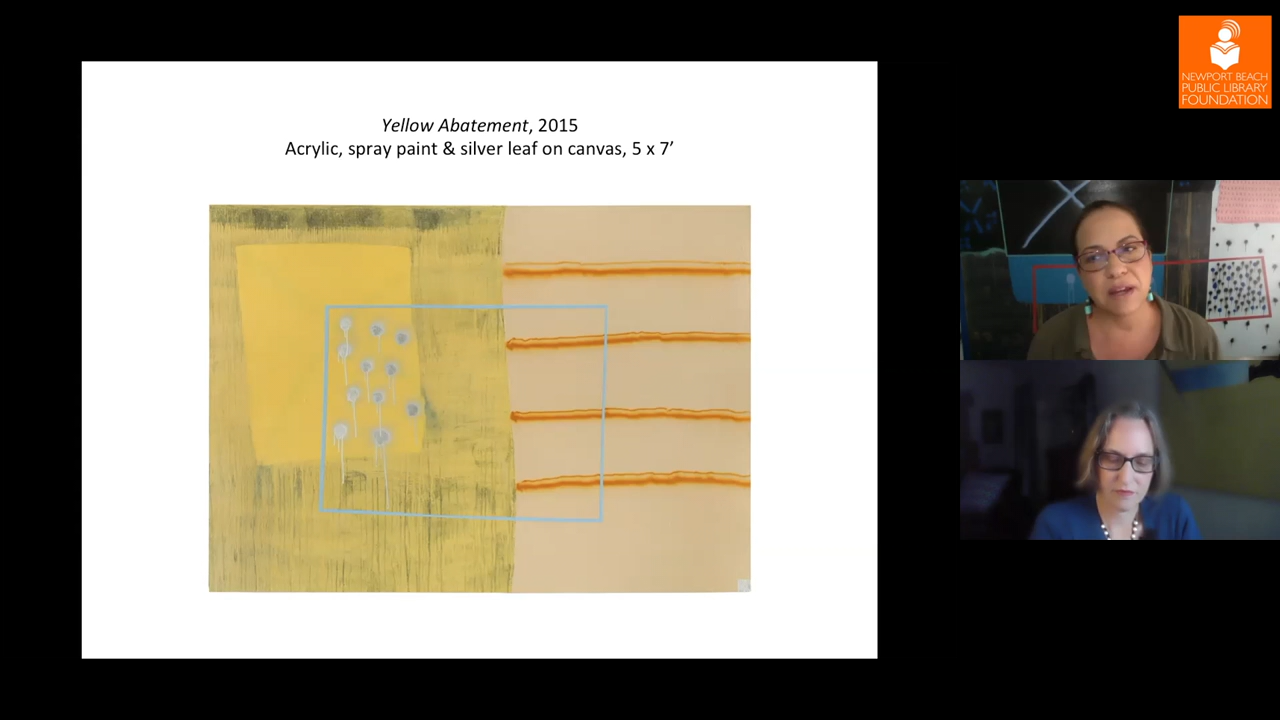 Yellow Abatement, 2015
Acrylic, spray paint & silver leaf on canvas, 5 x 7’
NEWPORT BEACH
PUBLIC LIBRARY
FOUNDATION